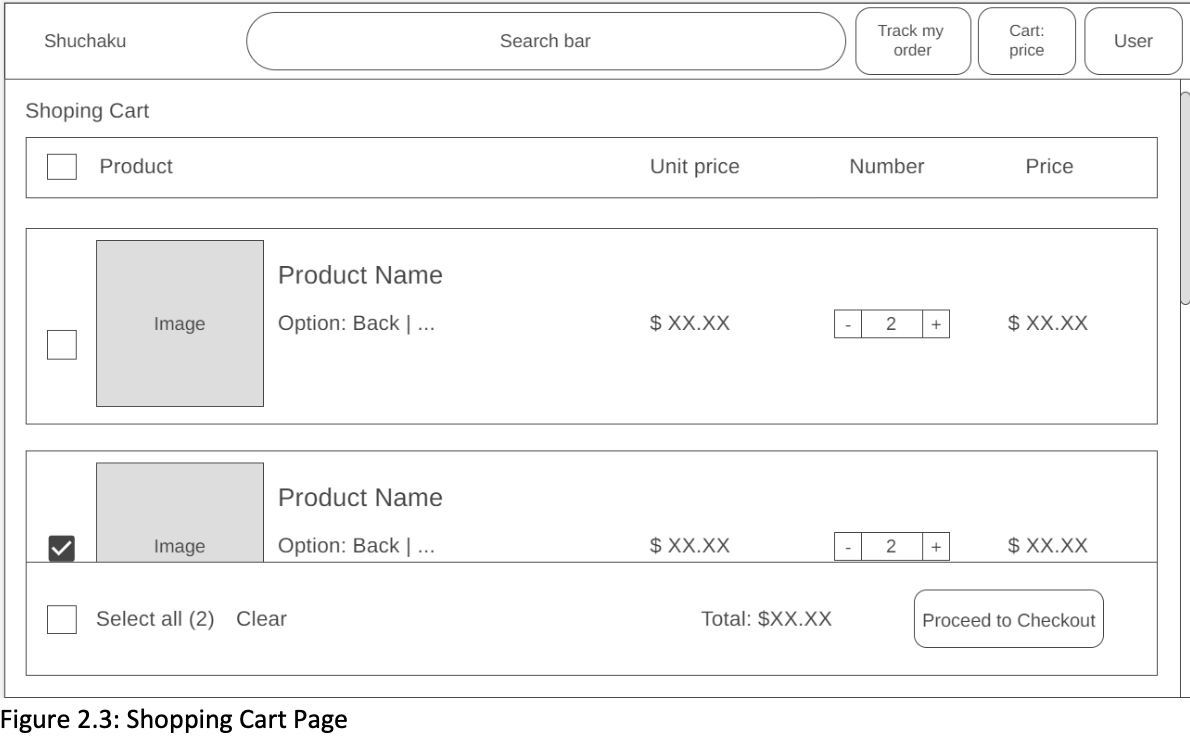 Shuchaku
Search bar
Track my
order
Cart:
price
User
Shoping Cart
Product Unit price Number Price
Product Name
Image Option: Back | ... $ XX.XX - 2 + $ XX.XX
Product Name
Image Option: Back | ... $ XX.XX - 2 + $ XX.XX
Select all (2) Clear Total: $XX.XX Proceed to Checkout
Figure 2.3: Shopping Cart Page